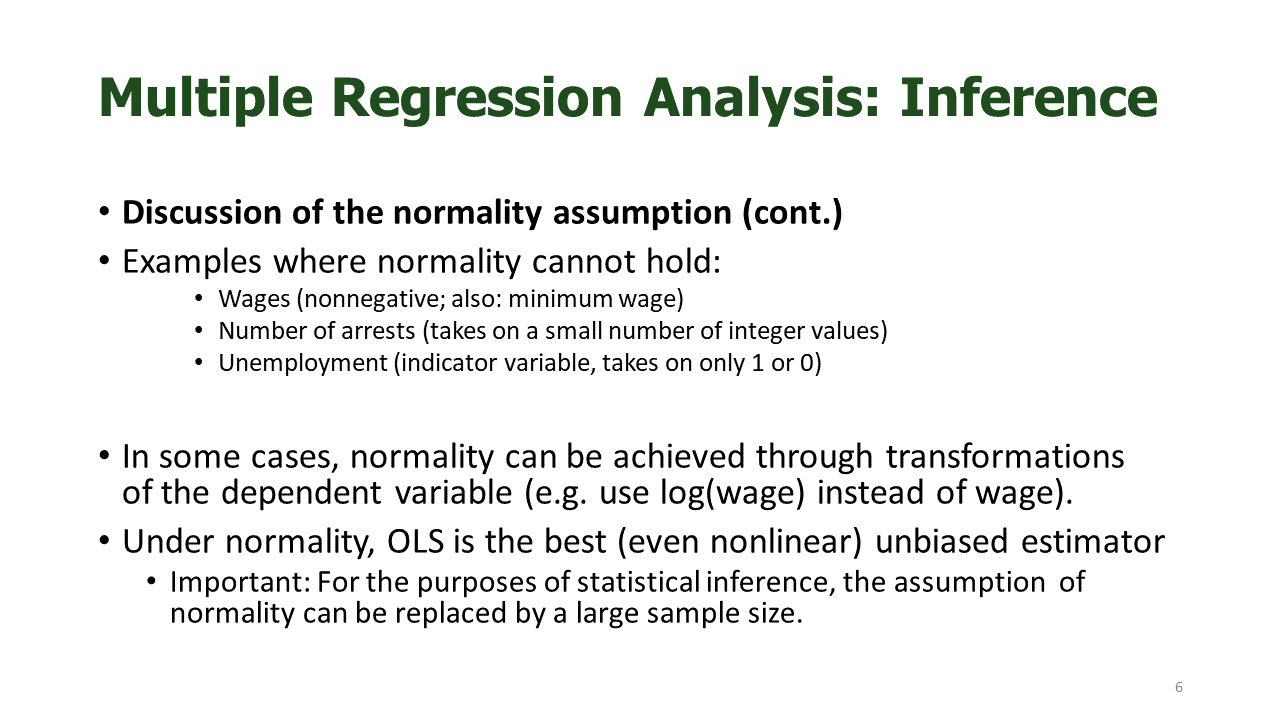 Multiple Regression Analysis: Inference
• Discussion of the normality assumption (cont.)
• Examples where normality cannot hold:
• Wages (nonnegative; also: minimum wage)
• Number of arrests (takes on a small number of integer values)
• Unemployment (indicator variable, takes on only 1 or 0)
• In some cases, normality can be achieved through transformations
of the dependent variable (e.g. use log(wage) instead of wage).
• Under normality, OLS is the best (even nonlinear) unbiased estimator
• Important: For the purposes of statistical inference, the assumption of
normality can be replaced by a large sample size.
6